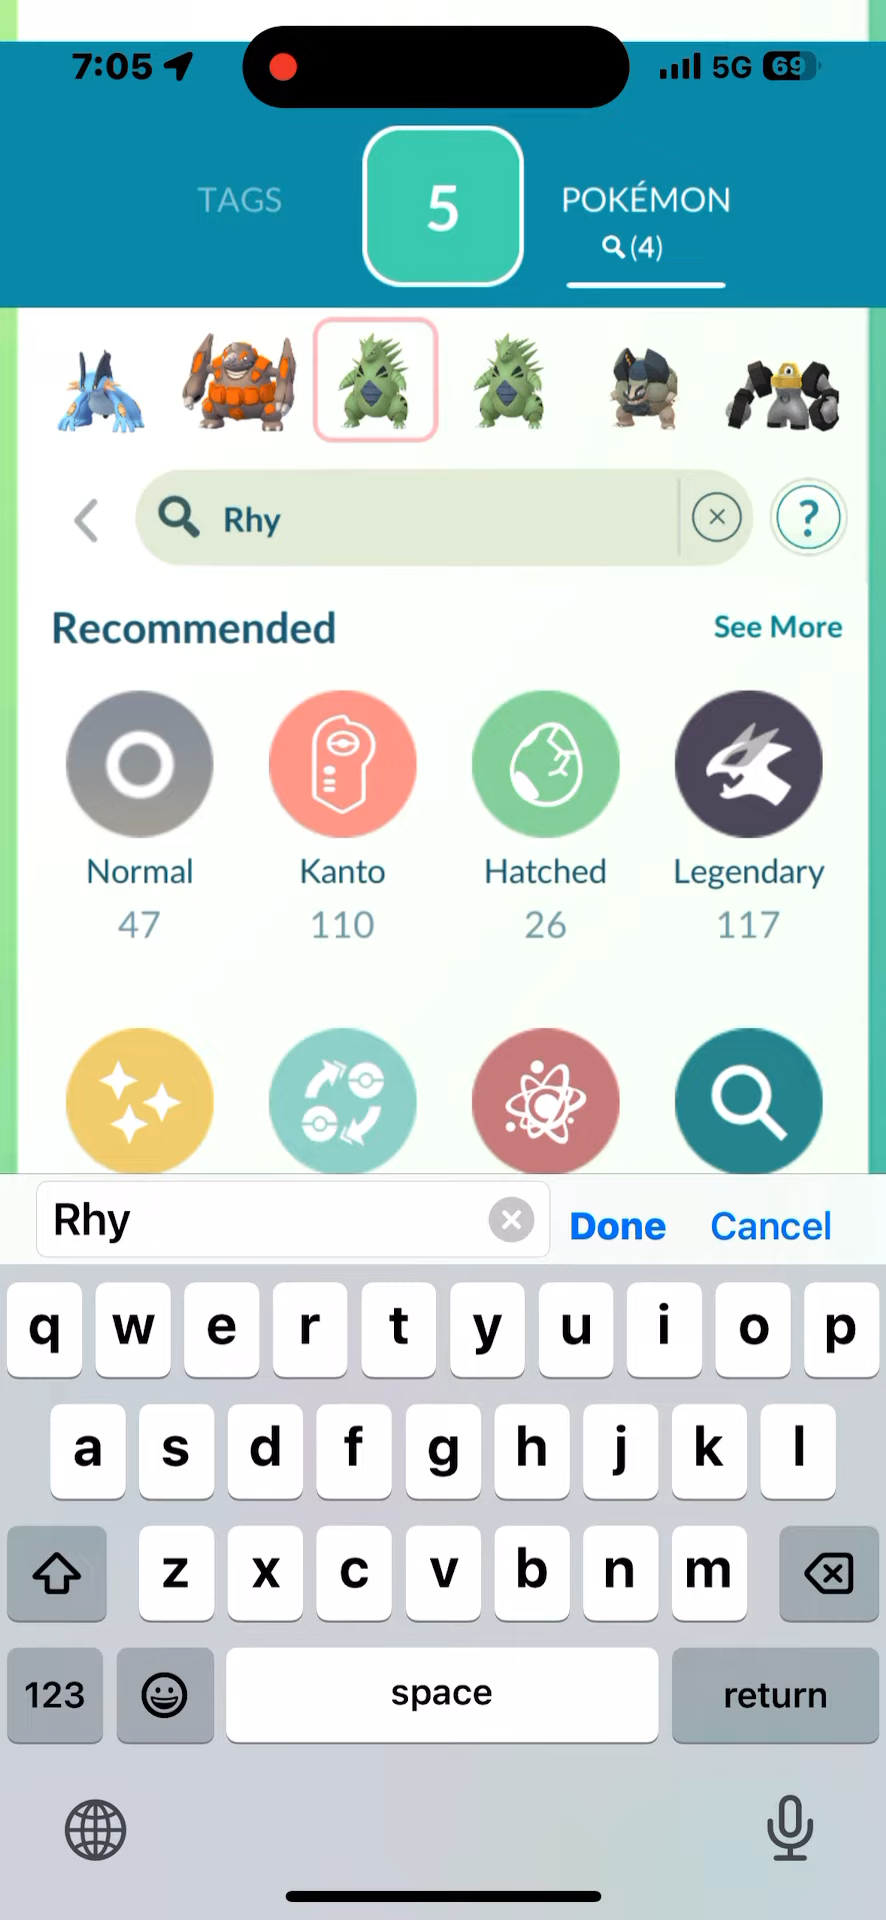 7:05
5G 69
TAGS
5
POKÉMON
(4)
Rhy
?
Recommended
See More
Normal
Kanto
Hatched
Legendary
47
110
26
117
Rhy
Done
Cancel
q w e r t y u i o p
a s d f g h j k l
z x c v b n m
123
space
return